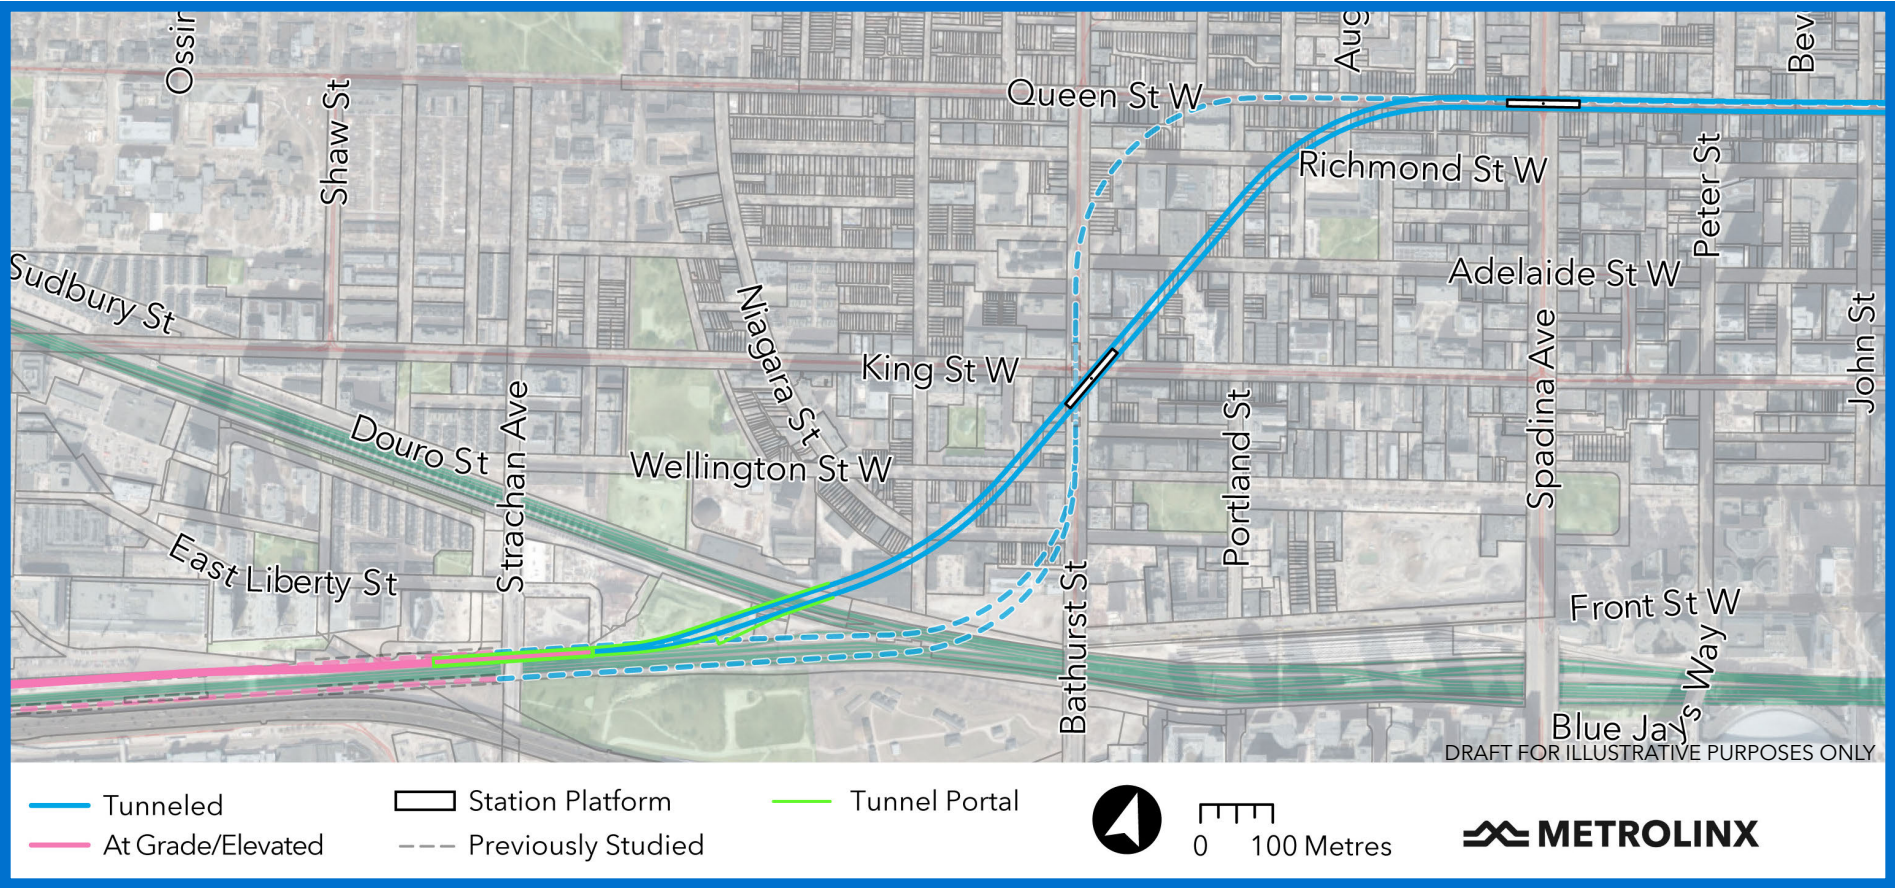 Ossin
Aug
Bev
Queen St W
Shaw St
Richmond St W
Peter St
Adelaide St W
Sudbury St
Niagara St
King St W
Spadina Ave
John St
Douro St
Strachan Ave
Wellington St W
Portland St
East Liberty St
Bathurst St
Front St W
Blue Jays Way
DRAFT FOR ILLUSTRATIVE PURPOSES ONLY
Tunneled
At Grade/Elevated
Station Platform
Previously Studied
Tunnel Portal
0 100 Metres
METROLINX